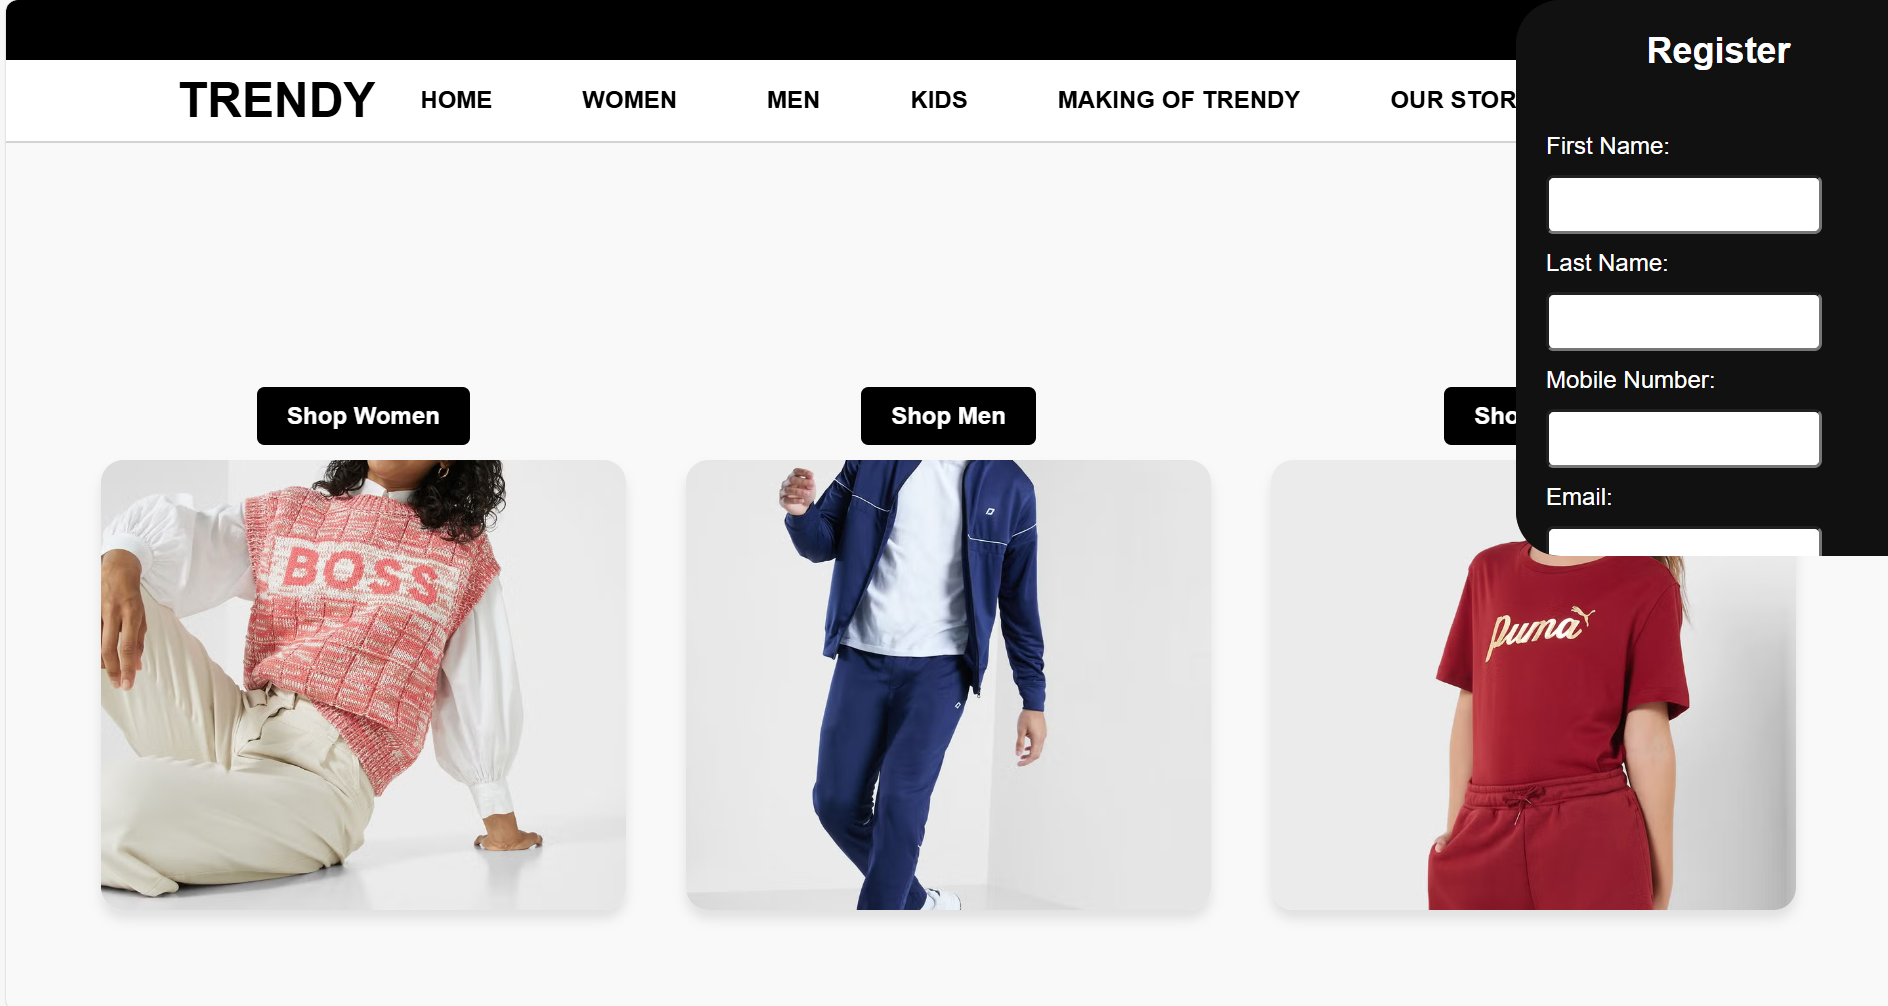 TRENDY
HOME
WOMEN
MEN
KIDS
MAKING OF TRENDY
OUR STOR
Register
First Name:
Last Name:
Mobile Number:
Email:
Shop Women
Shop Men
Sho
BOSS
Puma